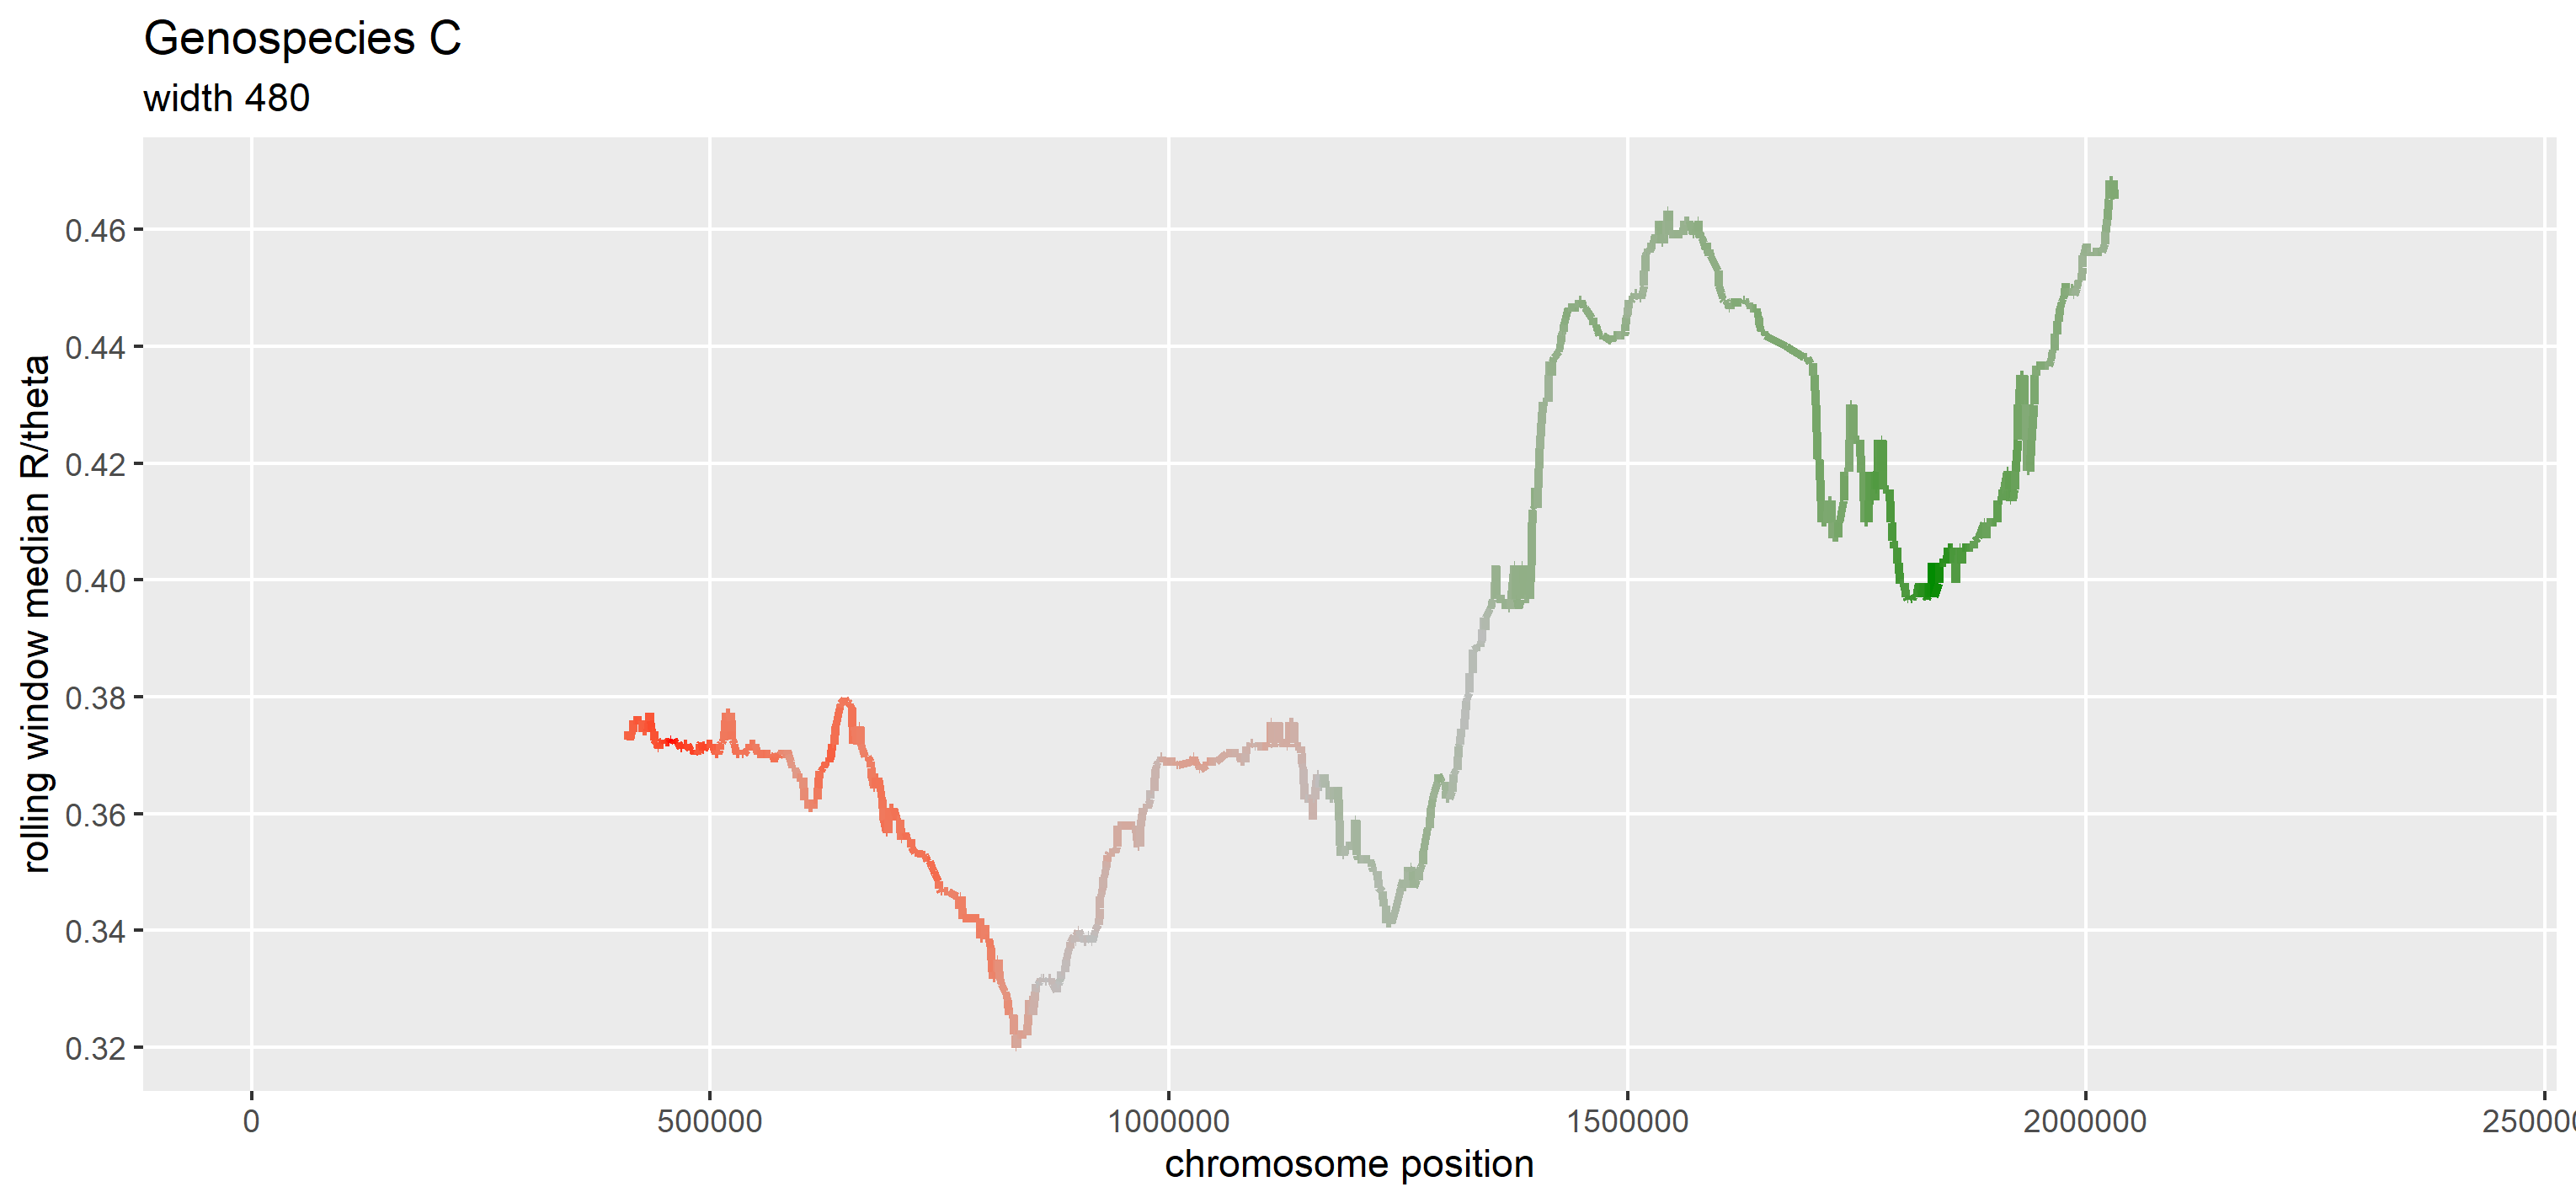 Genospecies C
width 480
rolling window median R/theta
0.46
0.44
0.42
0.40
0.38
0.36
0.34
0.32
0 500000 1000000 1500000 2000000 250000
chromosome position